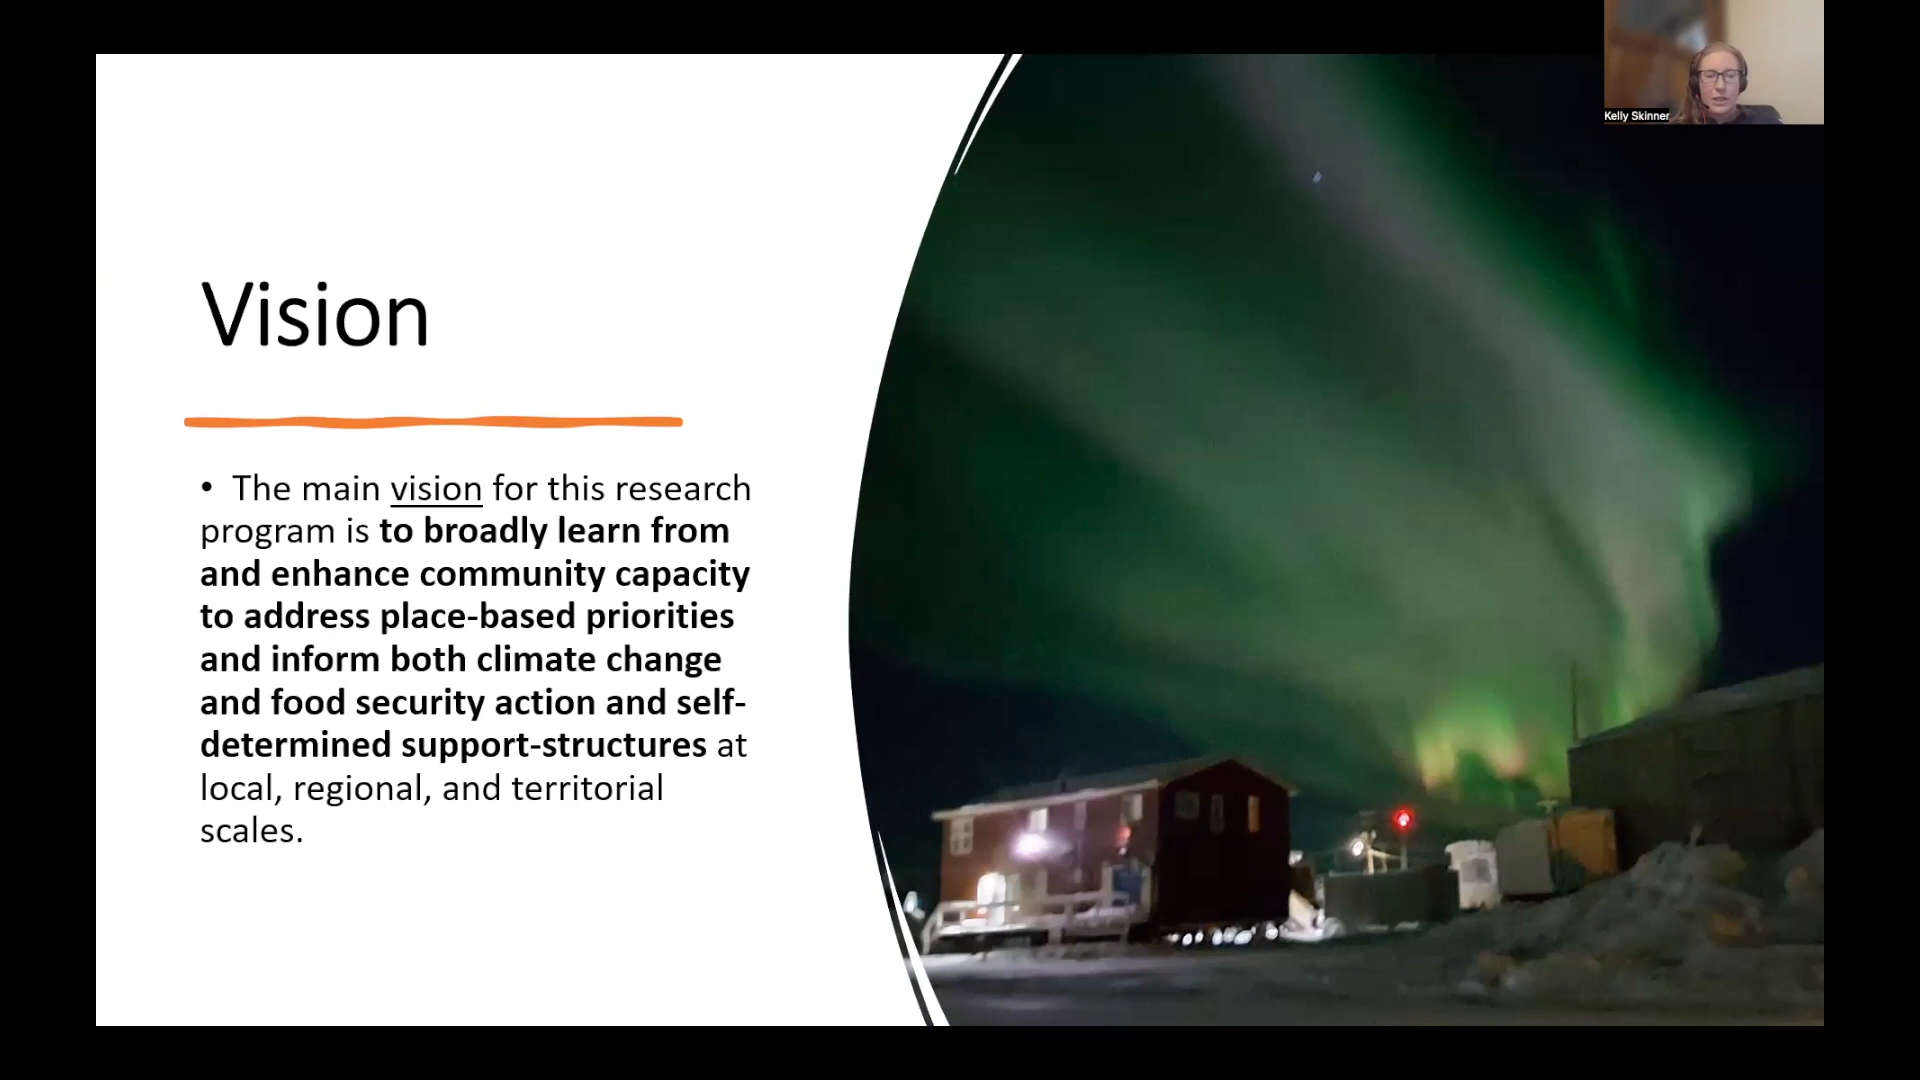 Kelly Skinner
Vision
• The main vision for this research
program is to broadly learn from
and enhance community capacity
to address place-based priorities
and inform both climate change
and food security action and self-
determined support-structures at
local, regional, and territorial
scales.